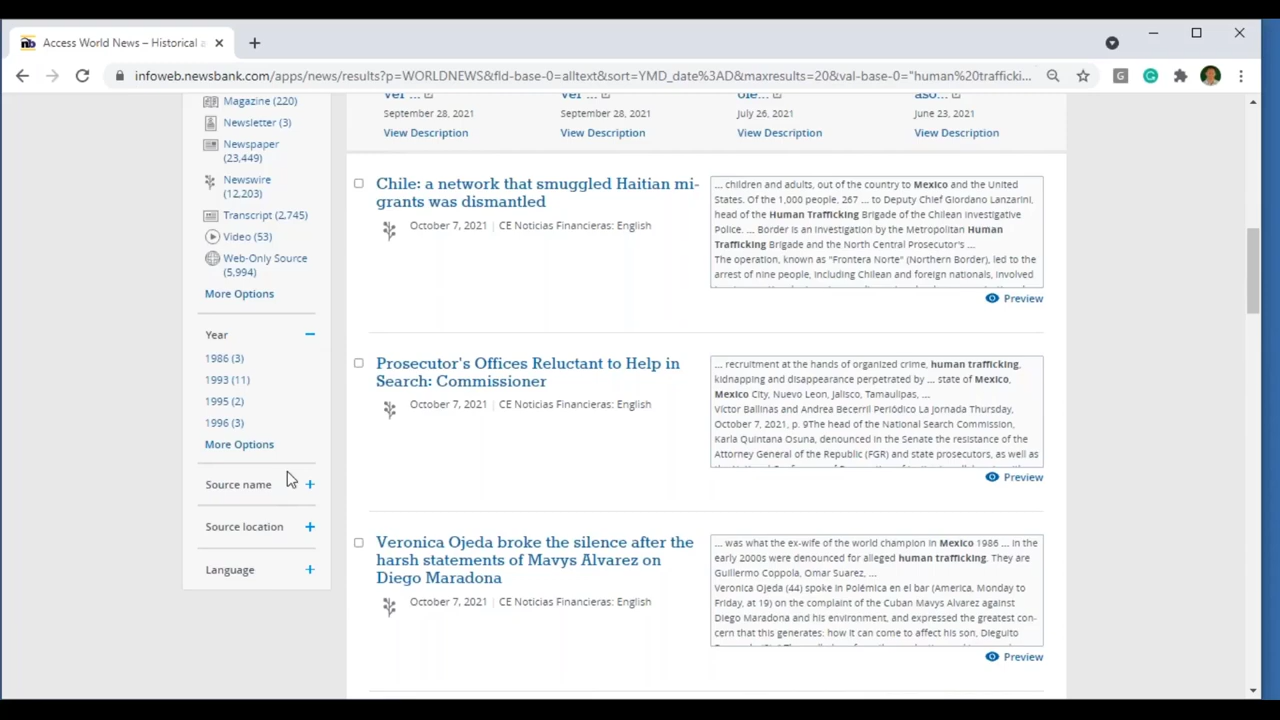 Access World News – Historical a
infoweb.newsbank.com/apps/news/results?p=WORLDNEWS&fld-base-0=alltext&sort=YMD_date%3AD&maxresults=20&val-base-0="human%20trafficki...
Magazine (220)
Newsletter (3)
Newspaper
(23,449)
Newswire
(12,203)
Transcript (2,745)
Video (53)
Web-Only Source
(5,994)
More Options
Year
1986 (3)
1993 (11)
1995 (2)
1996 (3)
More Options
Source name
Source location
Language
September 28, 2021
View Description
September 28, 2021
View Description
July 26, 2021
View Description
June 23, 2021
View Description
Chile: a network that smuggled Haitian mi-
grants was dismantled
October 7, 2021 | CE Noticias Financieras: English
... children and adults, out of the country to Mexico and the United
States. Of the 1,000 people, 267 ... to Deputy Chief Giordano Lanzarini,
head of the Human Trafficking Brigade of the Chilean Investigative
Police. ... Border is an investigation by the Metropolitan Human
Trafficking Brigade and the North Central Prosecutor's ...
The operation, known as "Frontera Norte" (Northern Border), led to the
arrest of nine people, including Chilean and foreign nationals, involved
Preview
Prosecutor's Offices Reluctant to Help in
Search: Commissioner
October 7, 2021 | CE Noticias Financieras: English
... recruitment at the hands of organized crime, human trafficking,
kidnapping and disappearance perpetrated by ... state of Mexico,
Mexico City, Nuevo Leon, Jalisco, Tamaulipas, ...
Víctor Ballinas and Andrea Becerril Periódico La Jornada Thursday,
October 7, 2021, p. 9The head of the National Search Commission,
Karla Quintana Osuna, denounced in the Senate the resistance of the
Attorney General of the Republic (FGR) and state prosecutors, as well as
Preview
Veronica Ojeda broke the silence after the
harsh statements of Mavys Alvarez on
Diego Maradona
October 7, 2021 | CE Noticias Financieras: English
... was what the ex-wife of the world champion in Mexico 1986 ... In the
early 2000s were denounced for alleged human trafficking. They are
Guillermo Coppola, Omar Suarez, ...
Veronica Ojeda (44) spoke in Polémica en el bar (America, Monday to
Friday, at 19) on the complaint of the Cuban Mavys Alvarez against
Diego Maradona and his environment, and expressed the greatest con-
cern that this generates: how it can come to affect his son, Dieguito
Preview